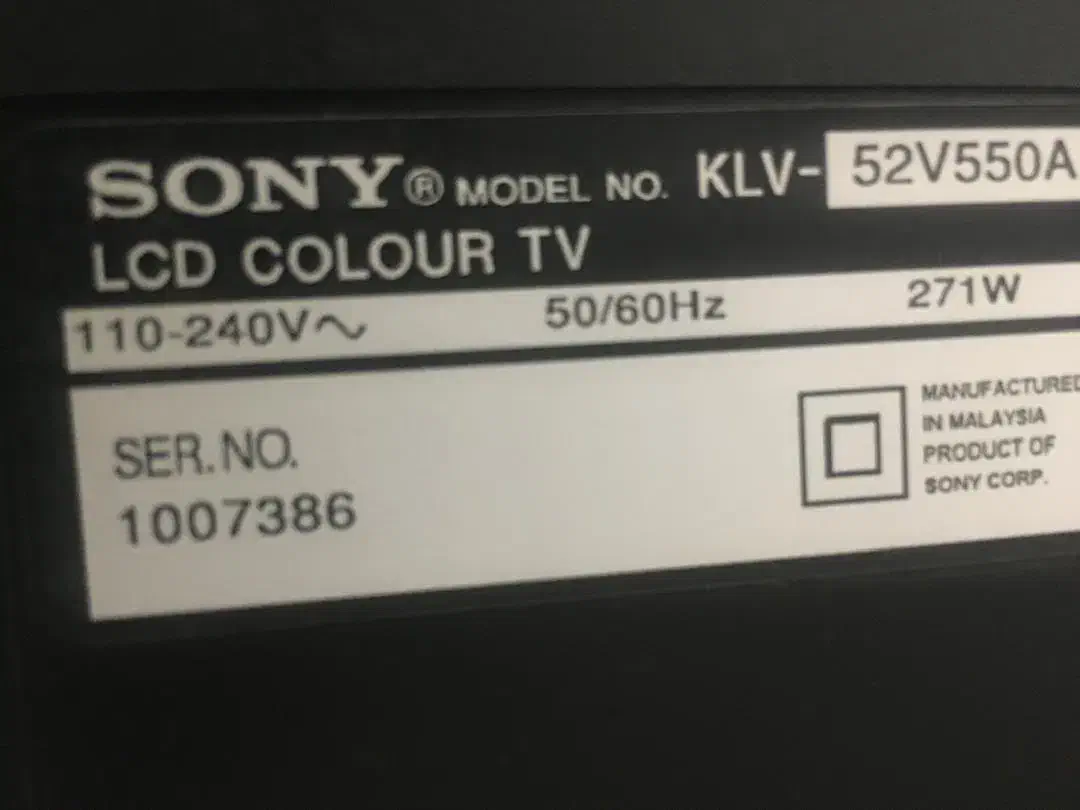 SONY® MODEL NO. KLV-52V550A
LCD COLOUR TV
110-240V~ 50/60Hz 271W
SER.NO.
1007386
MANUFACTURED
IN MALAYSIA
PRODUCT OF
SONY CORP.